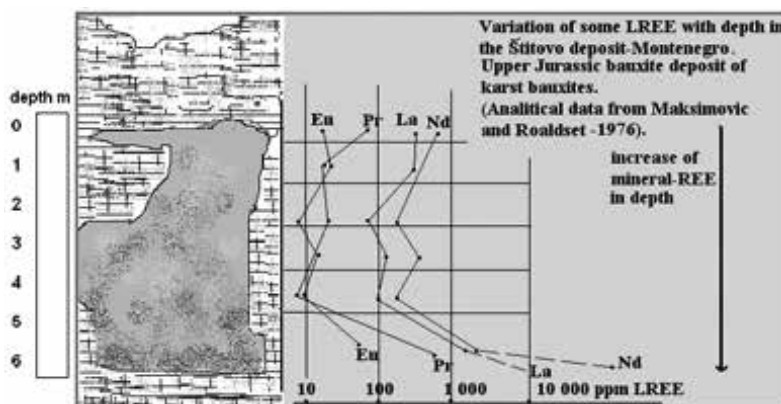 Variation of some LREE with depth in
the Štitovo deposit-Montenegro.
Upper Jurassic bauxite deposit of
karst bauxites.
(Analitical data from Maksimovic
and Roaldset -1976).
increase of
mineral-REE
in depth
depth m
0
1
2
3
4
5
6
Eu Pr La Nd
Eu Pr La Nd
10 100 1 000 10 000 ppm LREE